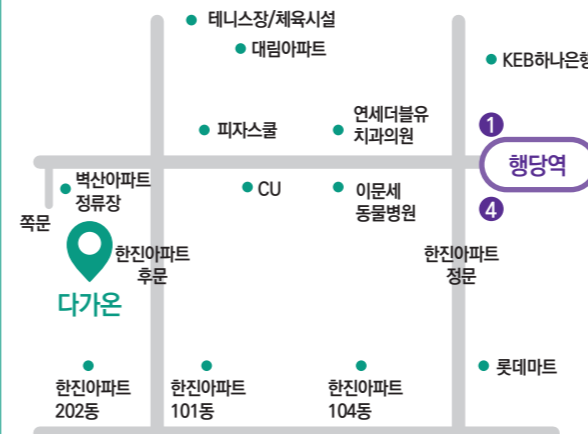 테니스장/체육시설
대림아파트
KEB하나은행
피자스쿨
연세더블유
치과의원
1
행당역
벽산아파트
정류장
CU
이문세
동물병원
4
쪽문
한진아파트
후문
한진아파트
정문
다가온
롯데마트
한진아파트
202동
한진아파트
101동
한진아파트
104동